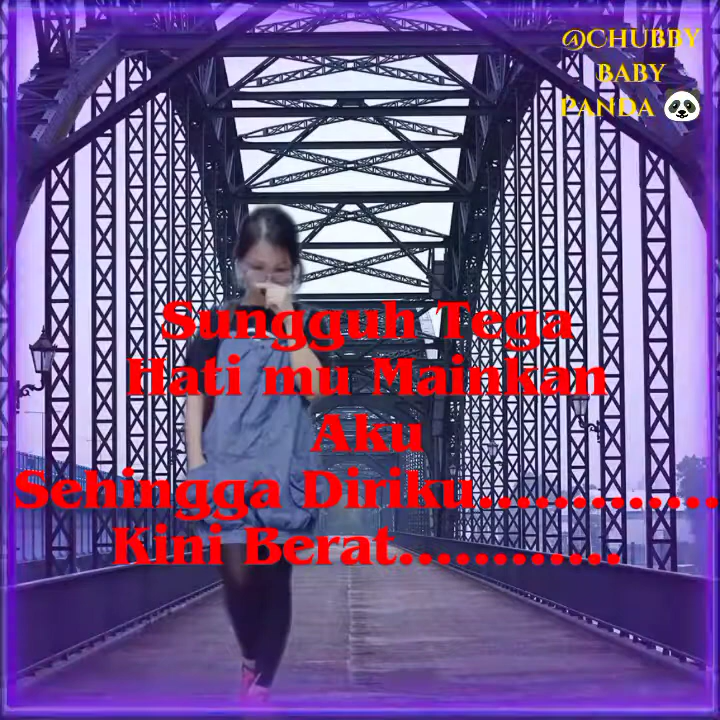 @CHUBBY
BABY
PANDA 🐼
Sungguh Tega
Hati mu Mainkan
Aku
Sehingga Diriku.............
Kini Berat............